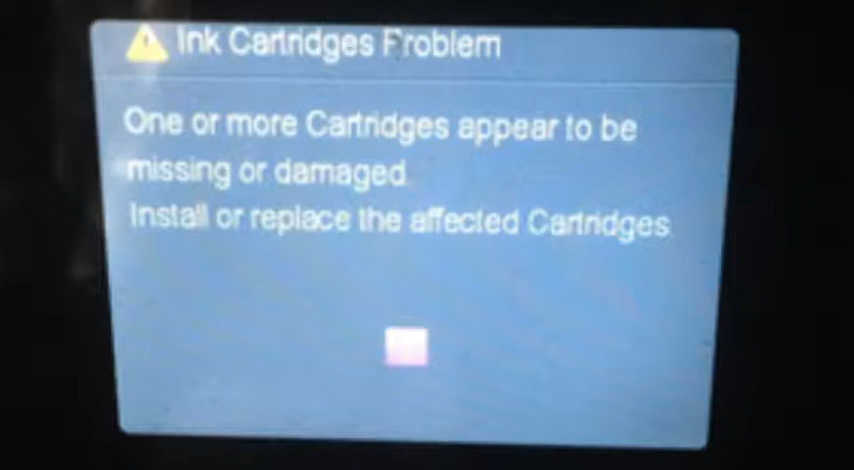 Ink Cartridges Problem
One or more Cartridges appear to be
missing or damaged.
Install or replace the affected Cartridges.